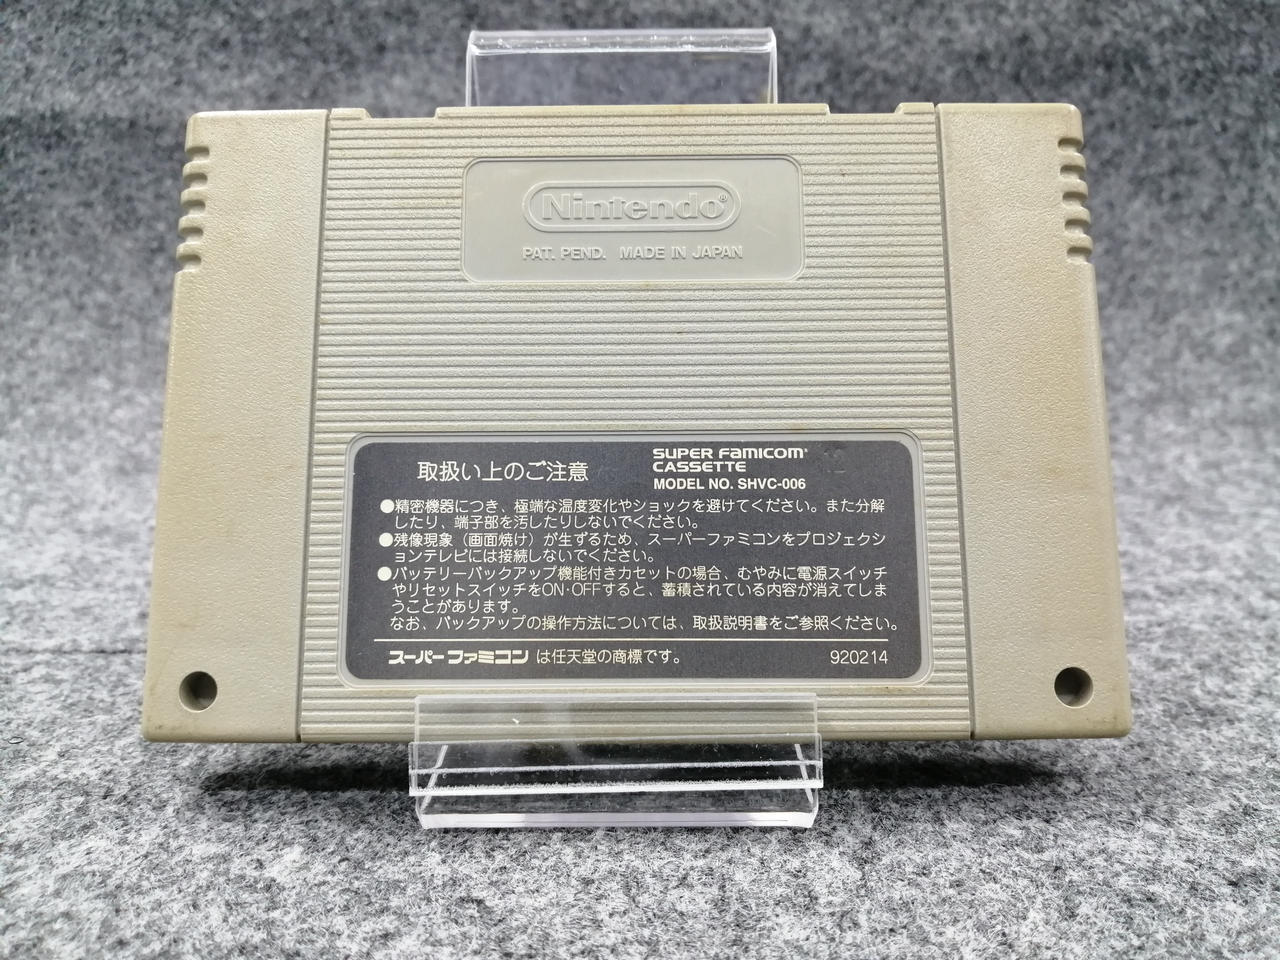 Nintendo®
PAT. PEND. MADE IN JAPAN
取扱い上のご注意
SUPER FAMICOM®
CASSETTE
MODEL NO. SHVC-006
●精密機器につき、極端な温度変化やショックを避けてください。また分解
したり、端子部を汚したりしないでください。
●残像現象（画面焼け）が生ずるため、スーパーファミコンをプロジェクシ
ョンテレビには接続しないでください。
●バッテリーバックアップ機能付きカセットの場合、むやみに電源スイッチ
やリセットスイッチをON・OFFすると、蓄積されている内容が消えてしま
うことがあります。
なお、バックアップの操作方法については、取扱説明書をご参照ください。
スーパーファミコン は任天堂の商標です。
920214